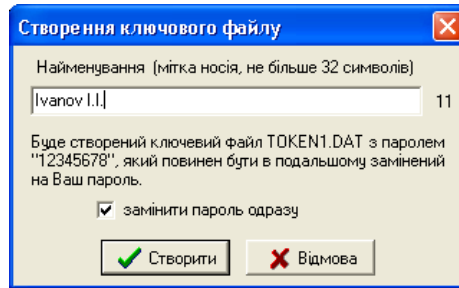 Створення ключового файлу
Найменування (мітка носія, не більше 32 символів)
Ivanov I.I.
11
Буде створений ключевий файл TOKEN1.DAT з паролем
"12345678", який повинен бути в подальшому замінений
на Ваш пароль.
замінити пароль одразу
Створити
Відмова